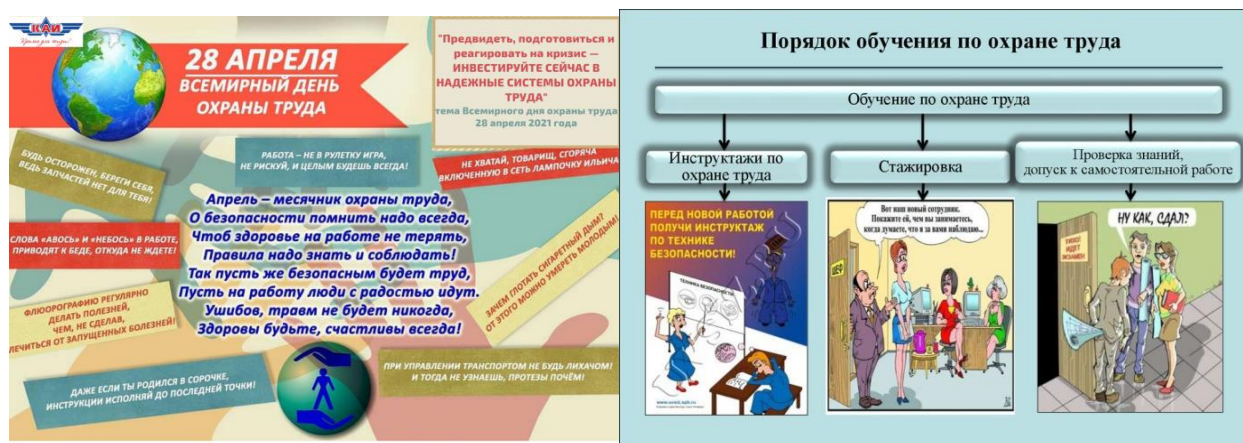 КАИ
28 АПРЕЛЯ
ВСЕМИРНЫЙ ДЕНЬ
ОХРАНЫ ТРУДА
"Предвидеть, подготовиться и
реагировать на кризис —
ИНВЕСТИРУЙТЕ СЕЙЧАС В
НАДЕЖНЫЕ СИСТЕМЫ ОХРАНЫ
ТРУДА"
тема Всемирного дня охраны труда
28 апреля 2021 года
БУДЬ ОСТОРОЖЕН, БЕРЕГИ СЕБЯ,
ВЕДЬ ЗАПЧАСТЕЙ НЕТ ДЛЯ ТЕБЯ!
РАБОТА – НЕ В РУЛЕТКУ ИГРА,
НЕ РИСКУЙ, И ЦЕЛЫМ БУДЕШЬ ВСЕГДА!
НЕ ХВАТАЙ, ТОВАРИЩ, СГОРЯЧА
ВКЛЮЧЕННУЮ В СЕТЬ ЛАМПОЧКУ ИЛЬИЧА
СЛОВА «АВОСЬ» И «НЕБОСЬ» В РАБОТЕ,
ПРИВОДЯТ К БЕДЕ, ОТКУДА НЕ ЖДЕТЕ!
Апрель – месячник охраны труда,
О безопасности помнить надо всегда,
Чтоб здоровье на работе не терять,
Правила надо знать и соблюдать!
Так пусть же безопасным будет труд,
Пусть на работу люди с радостью идут.
Ушибов, травм не будет никогда,
Здоровы будьте, счастливы всегда!
ЗАЧЕМ ГЛОТАТЬ СИГАРЕТНЫЙ ДЫМ?
ОТ ЭТОГО МОЖНО УМЕРЕТЬ МОЛОДЫМ!
ФЛЮОРОГРАФИЮ РЕГУЛЯРНО
ДЕЛАТЬ ПОЛЕЗНЕЙ,
ЧЕМ, НЕ СДЕЛАВ,
ЛЕЧИТЬСЯ ОТ ЗАПУЩЕННЫХ БОЛЕЗНЕЙ!
ДАЖЕ ЕСЛИ ТЫ РОДИЛСЯ В СОРОЧКЕ,
ИНСТРУКЦИИ ИСПОЛНЯЙ ДО ПОСЛЕДНЕЙ ТОЧКИ!
ПРИ УПРАВЛЕНИИ ТРАНСПОРТОМ НЕ БУДЬ ЛИХАЧОМ!
И ТОГДА НЕ УЗНАЕШЬ, ПРОТЕЗЫ ПОЧЁМ!
Порядок обучения по охране труда
Обучение по охране труда
Инструктажи по
охране труда
Стажировка
Проверка знаний,
допуск к самостоятельной работе
ПЕРЕД НОВОЙ РАБОТОЙ
ПОЛУЧИ ИНСТРУКТАЖ
ПО ТЕХНИКЕ
БЕЗОПАСНОСТИ!
ТЕХНИКА БЕЗОПАСНОСТИ
Вот наш новый сотрудник.
Покажите ей, чем вы занимаетесь,
когда думаете, что я за вами наблюдаю...
ШЕФ
НУ КАК, СДАЛ?
ТИХО!
ИДЕТ
ЭКЗАМЕН